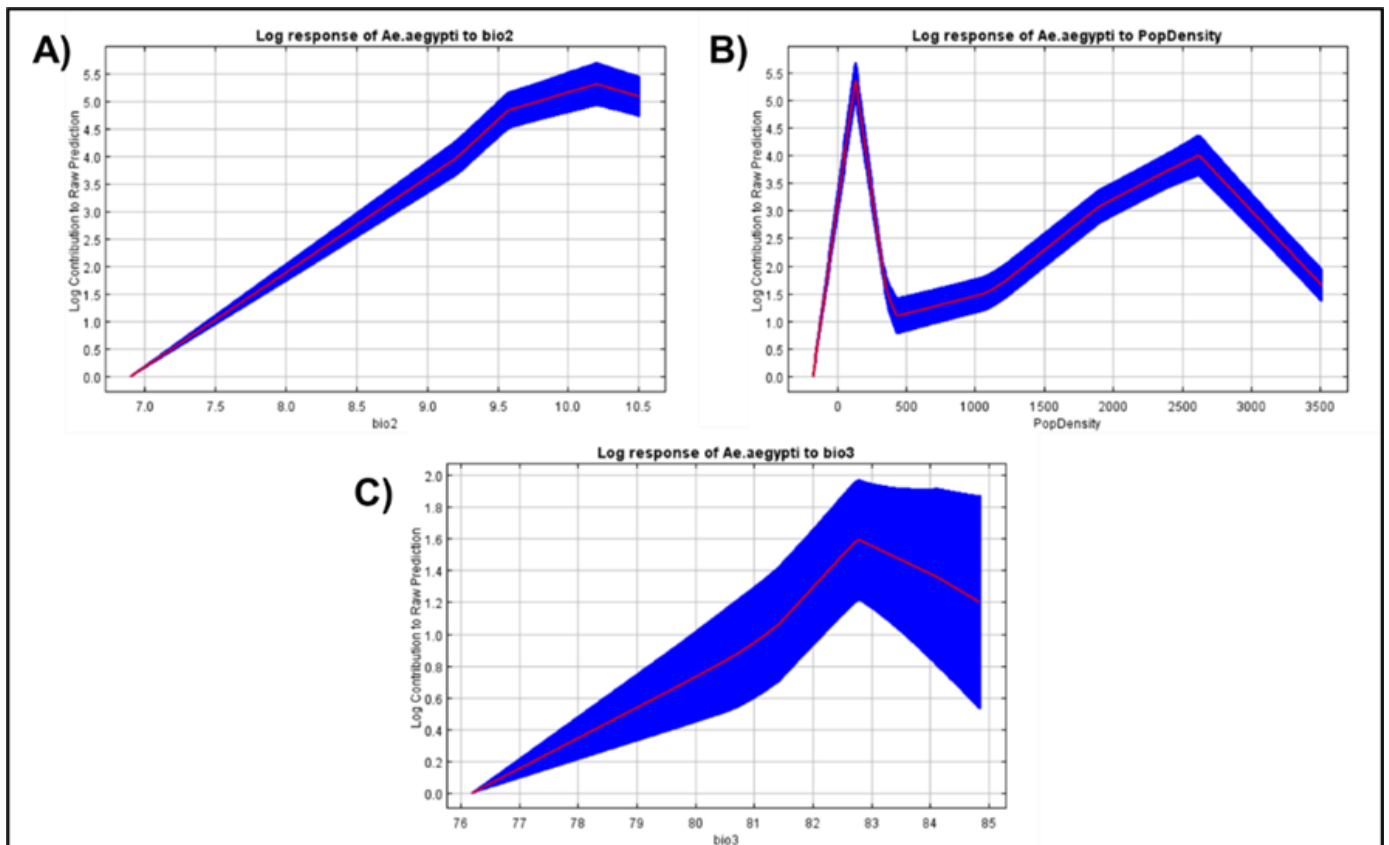 A)
Log response of Ae.aegypti to bio2
Log Contribution to Raw Prediction
5.5
5.0
4.5
4.0
3.5
3.0
2.5
2.0
1.5
1.0
0.5
0.0
7.0 7.5 8.0 8.5 9.0 9.5 10.0 10.5
bio2
B)
Log response of Ae.aegypti to PopDensity
Log Contribution to Raw Prediction
5.5
5.0
4.5
4.0
3.5
3.0
2.5
2.0
1.5
1.0
0.5
0.0
0 500 1000 1500 2000 2500 3000 3500
PopDensity
C)
Log response of Ae.aegypti to bio3
Log Contribution to Raw Prediction
2.0
1.8
1.6
1.4
1.2
1.0
0.8
0.6
0.4
0.2
0.0
76 77 78 79 80 81 82 83 84 85
bio3